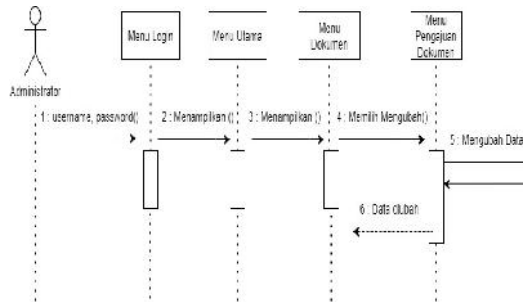 Menu Login
Menu Utama
Menu
Dokumen
Menu
Pengajuan
Dokumen
Administrator
1 : username, password()
2 : Menampilkan ()
3 : Menampilkan ()
4 : Memilih Mengubah()
5 : Mengubah Data
6 : Data diubah